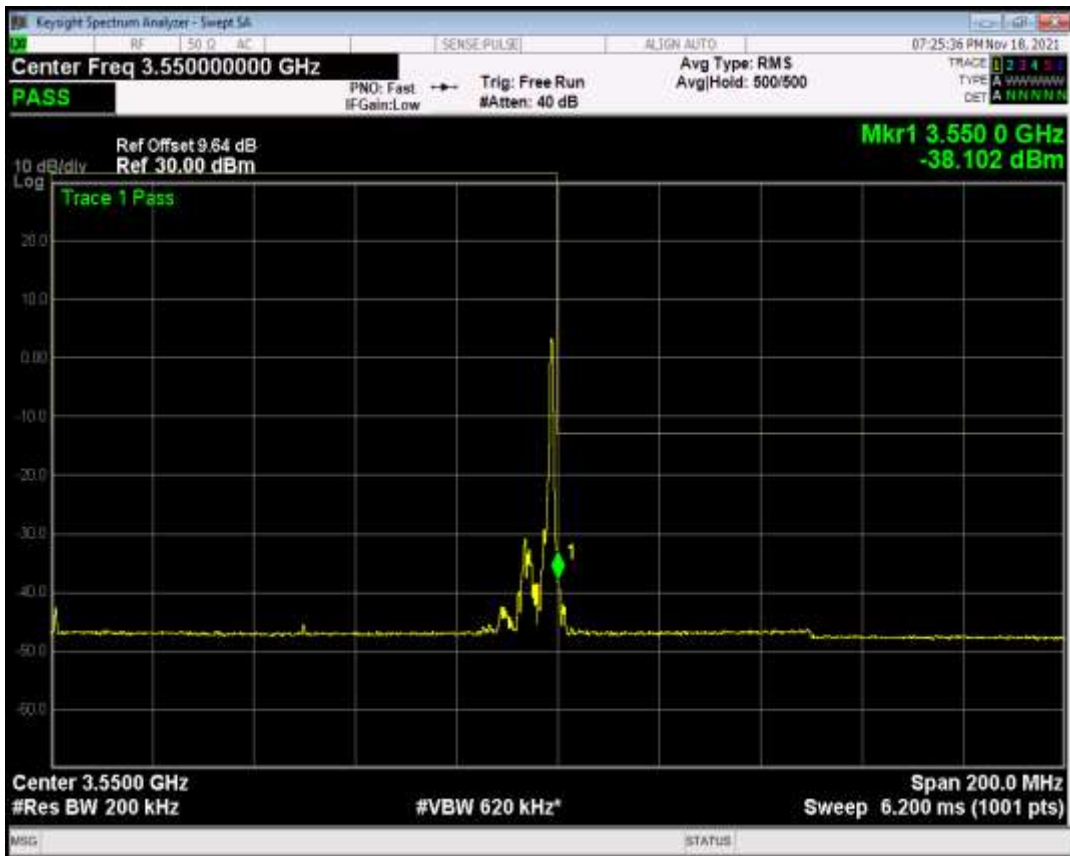 Keysight Spectrum Analyzer - Swept SA
RF 50 Ω AC SENSE:PULSE ALIGN AUTO 07:25:36 PM Nov 18, 2021
Center Freq 3.550000000 GHz
PASS
PNO: Fast
IFGain:Low
Trig: Free Run
#Atten: 40 dB
Avg Type: RMS
Avg|Hold: 500/500
TRACE 1 2 3 4 5 6
TYPE A WWWWW
DET A N N N N N
Mkr1 3.550 0 GHz
-38.102 dBm
Ref Offset 9.64 dB
10 dB/div Ref 30.00 dBm
Log
Trace 1 Pass
20.0
10.0
0.00
-10.0
-20.0
-30.0
1
-40.0
-50.0
-60.0
Center 3.5500 GHz Span 200.0 MHz
#Res BW 200 kHz #VBW 620 kHz* Sweep 6.200 ms (1001 pts)
MSG STATUS